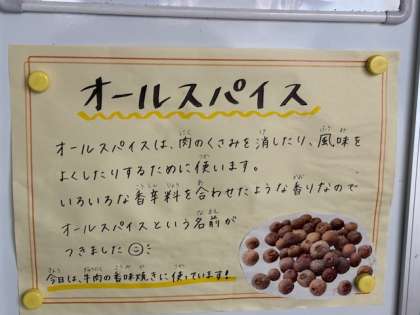 オールスパイス
オールスパイスは、肉のくさみを消したり、風味を
よくしたりするために使います。
いろいろな香辛料を合わせたような香りなので
オールスパイスという名前が
つきました
今日は、牛肉の香味焼きに使っています!